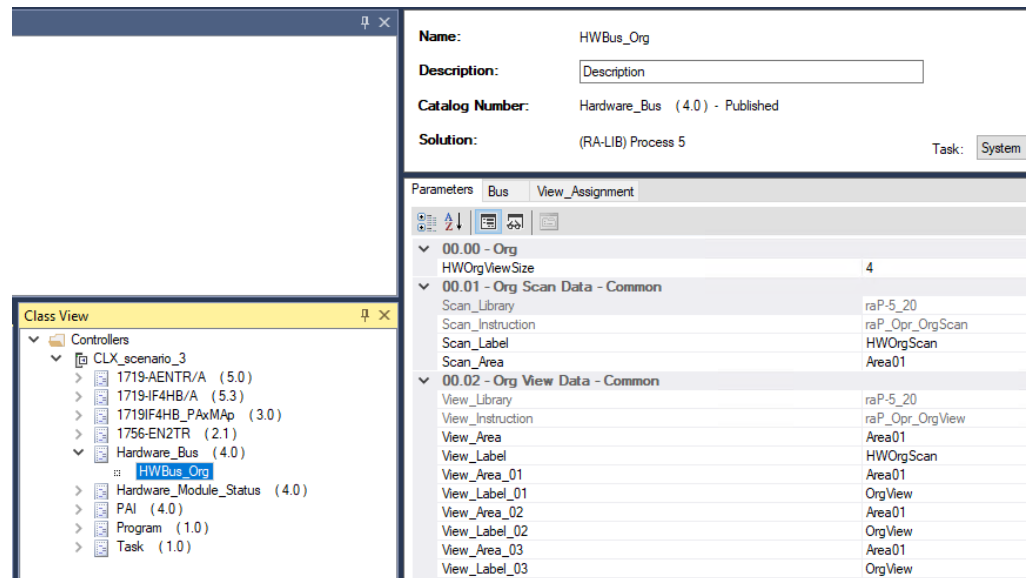 Name: HWBus_Org
Description: Description
Catalog Number: Hardware_Bus (4.0) - Published
Solution: (RA-LIB) Process 5
Task: System
Parameters Bus View_Assignment
00.00 - Org
HWOrgViewSize 4
00.01 - Org Scan Data - Common
Scan_Library raP-5_20
Scan_Instruction raP_Opr_OrgScan
Scan_Label HWOrgScan
Scan_Area Area01
00.02 - Org View Data - Common
View_Library raP-5_20
View_Instruction raP_Opr_OrgView
View_Area Area01
View_Label HWOrgScan
View_Area_01 Area01
View_Label_01 OrgView
View_Area_02 Area01
View_Label_02 OrgView
View_Area_03 Area01
View_Label_03 OrgView
Class View
Controllers
CLX_scenario_3
1719-AENTR/A (5.0)
1719-IF4HB/A (5.3)
1719IF4HB_PAxMAp (3.0)
1756-EN2TR (2.1)
Hardware_Bus (4.0)
HWBus_Org
Hardware_Module_Status (4.0)
PAI (4.0)
Program (1.0)
Task (1.0)